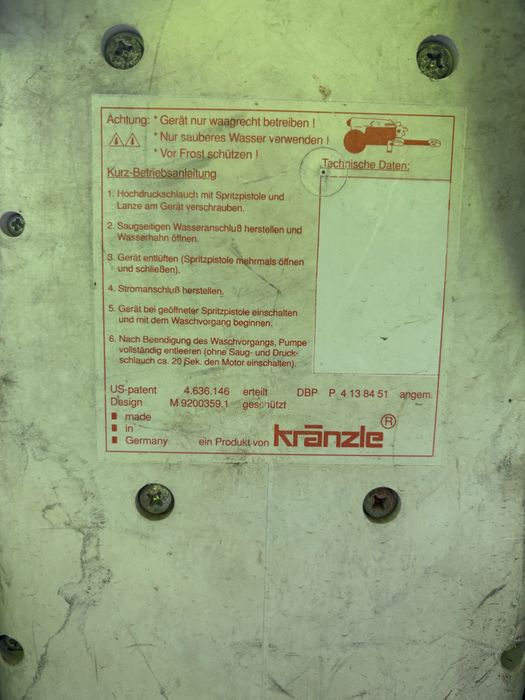 Achtung: * Gerät nur waagrecht betreiben !
* Nur sauberes Wasser verwenden !
* Vor Frost schützen !
Technische Daten:
Kurz-Betriebsanleitung
1. Hochdruckschlauch mit Spritzpistole und
Lanze am Gerät verschrauben.
2. Saugseitigen Wasseranschluß herstellen und
Wasserhahn öffnen.
3. Gerät entlüften (Spritzpistole mehrmals öffnen
und schließen).
4. Stromanschluß herstellen.
5. Gerät bei geöffneter Spritzpistole einschalten
und mit dem Waschvorgang beginnen.
6. Nach Beendigung des Waschvorgangs, Pumpe
vollständig entleeren (ohne Saug- und Druck-
schlauch ca. 20 Sek. den Motor einschalten).
US-patent 4.636.146 erteilt DBP P 4 13 84 51 angem.
Design M 9200359.1 geschützt
made
in
Germany ein Produkt von kränzle ®